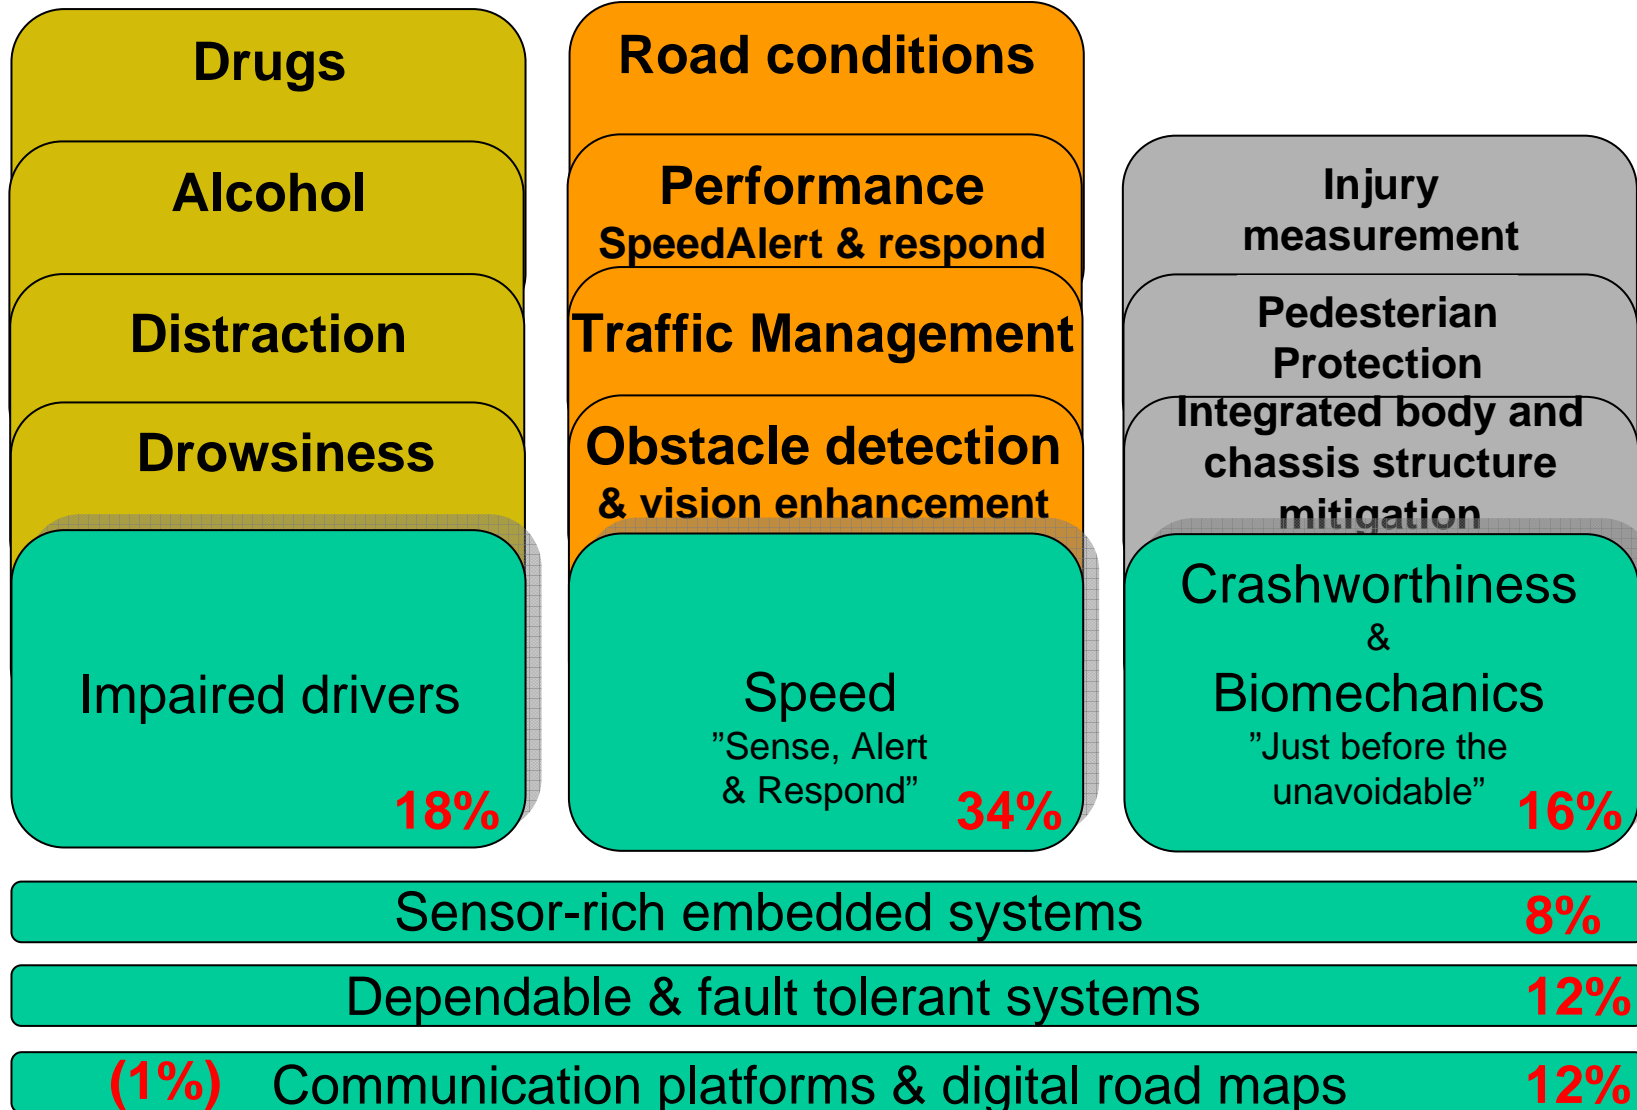 Drugs
Alcohol
Distraction
Drowsiness
Impaired drivers
18%
Road conditions
Performance
SpeedAlert & respond
Traffic Management
Obstacle detection
& vision enhancement
Speed
”Sense, Alert
& Respond”
34%
Injury
measurement
Pedesterian
Protection
Integrated body and
chassis structure
mitigation
Crashworthiness
&
Biomechanics
”Just before the
unavoidable”
16%
Sensor-rich embedded systems 8%
Dependable & fault tolerant systems 12%
(1%) Communication platforms & digital road maps 12%